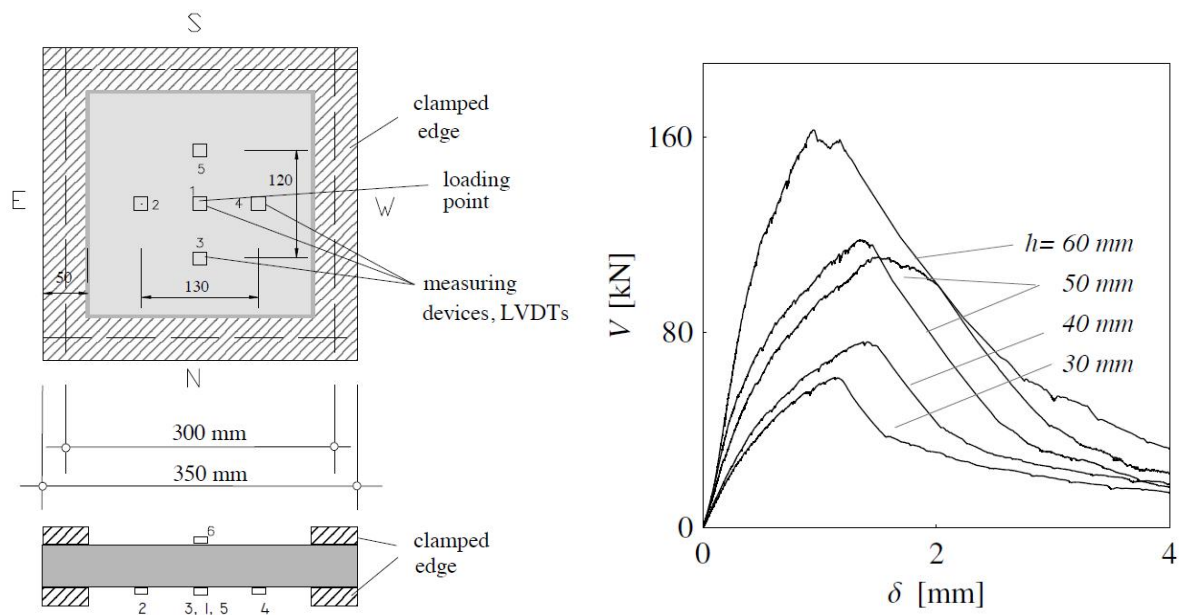 S
clamped
edge
5
120
E
1
2
4
loading
point
W
3
50
130
measuring
devices, LVDTs
N
300 mm
350 mm
6
clamped
edge
2
3, 1, 5
4
160
h= 60 mm
50 mm
V [kN]
80
40 mm
30 mm
0
0
2
4
δ [mm]